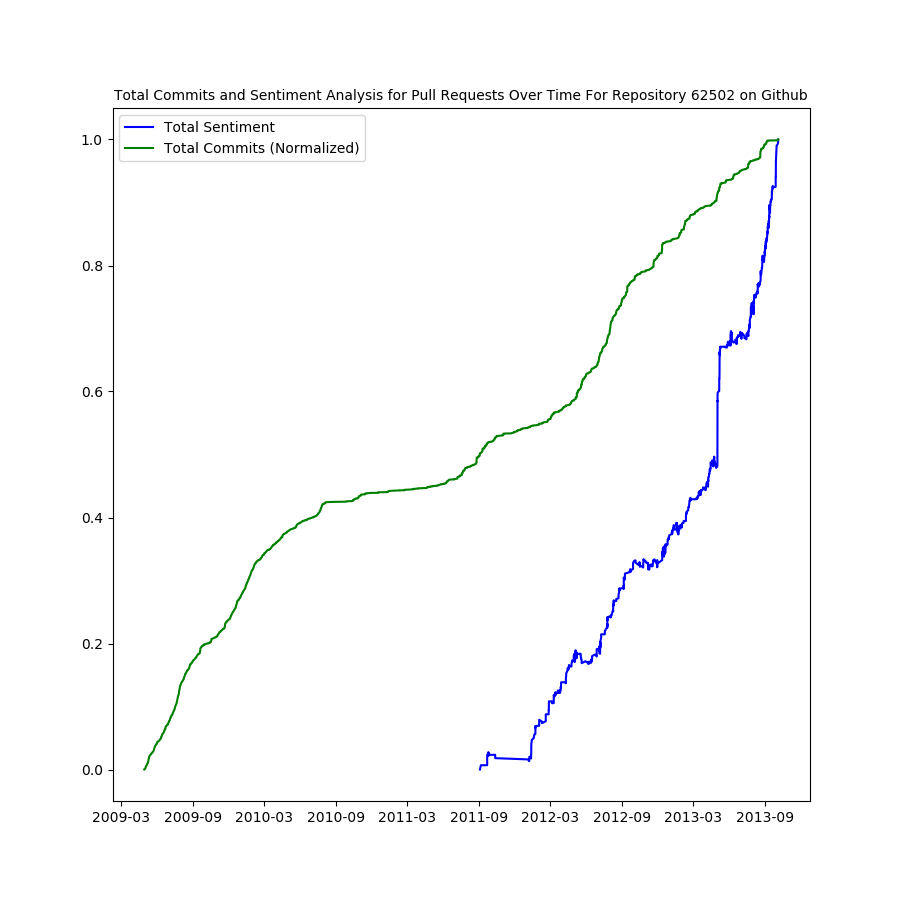 Total Commits and Sentiment Analysis for Pull Requests Over Time For Repository 62502 on Github
Total Sentiment
Total Commits (Normalized)
1.0
0.8
0.6
0.4
0.2
0.0
2009-03 2009-09 2010-03 2010-09 2011-03 2011-09 2012-03 2012-09 2013-03 2013-09